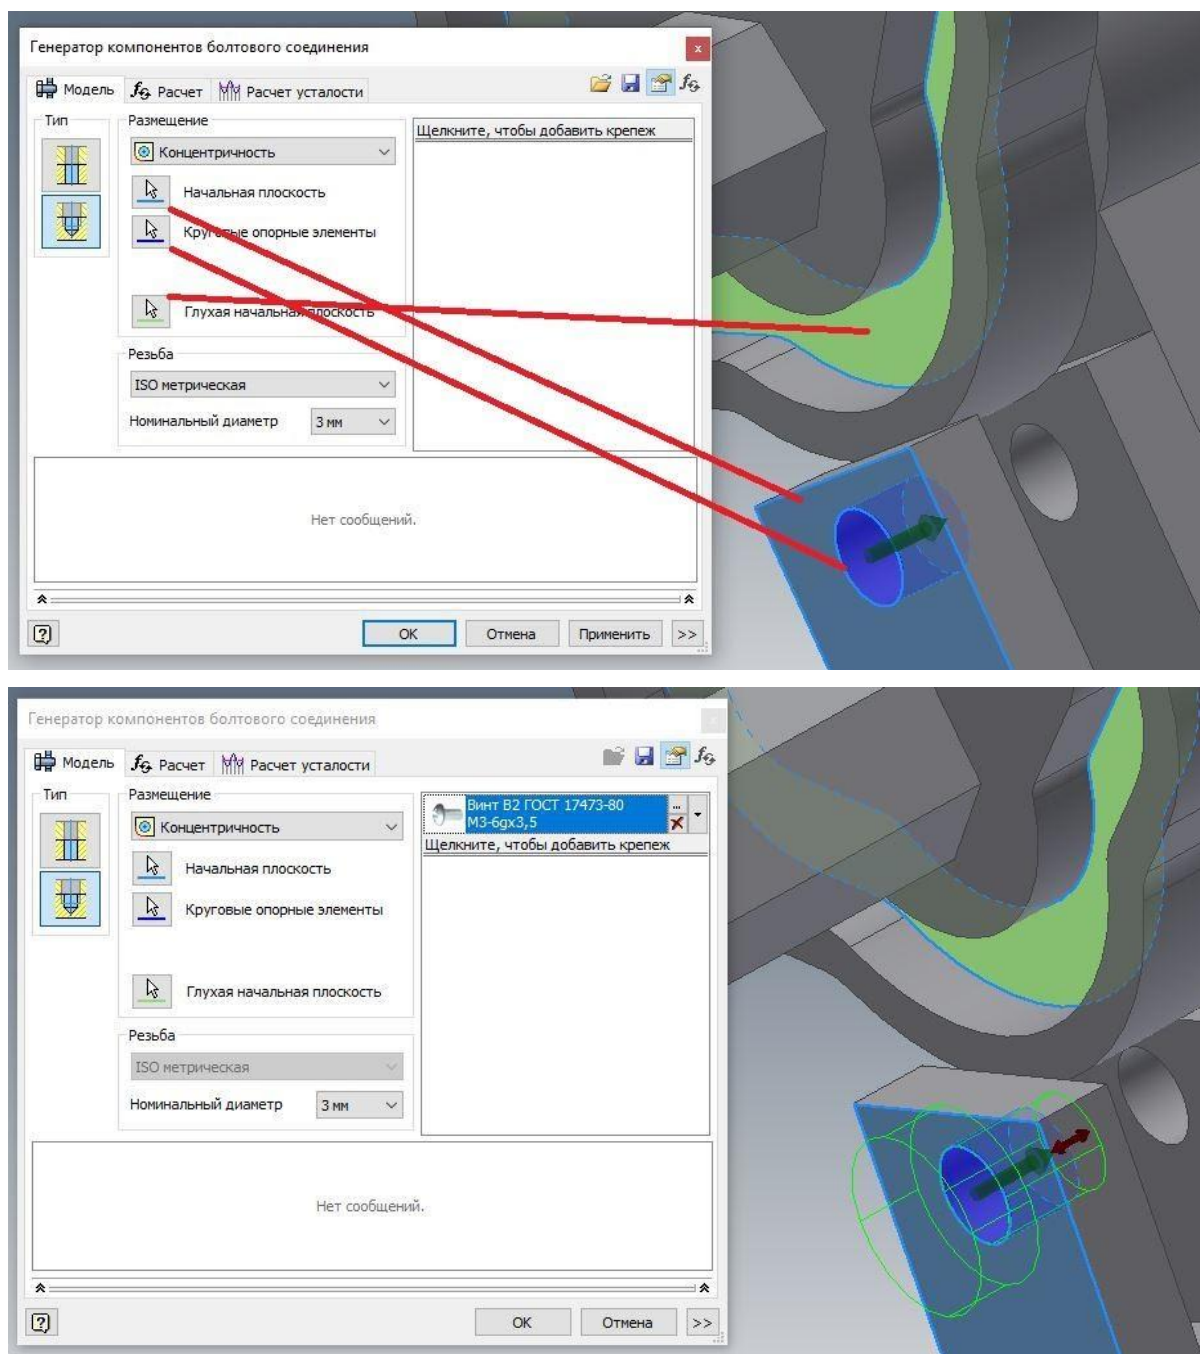 Генератор компонентов болтового соединения
x
Модель
Расчет
Расчет усталости
Тип
Размещение
Концентричность
Начальная плоскость
Круговые опорные элементы
Глухая начальная плоскость
Резьба
ISO метрическая
Номинальный диаметр
3 мм
Щелкните, чтобы добавить крепеж
Нет сообщений.
OK
Отмена
Применить
>>
Генератор компонентов болтового соединения
Модель
Расчет
Расчет усталости
Тип
Размещение
Концентричность
Начальная плоскость
Круговые опорные элементы
Глухая начальная плоскость
Резьба
ISO метрическая
Номинальный диаметр
3 мм
Винт B2 ГОСТ 17473-80
M3-6gx3,5
...
Щелкните, чтобы добавить крепеж
Нет сообщений.
OK
Отмена
>>